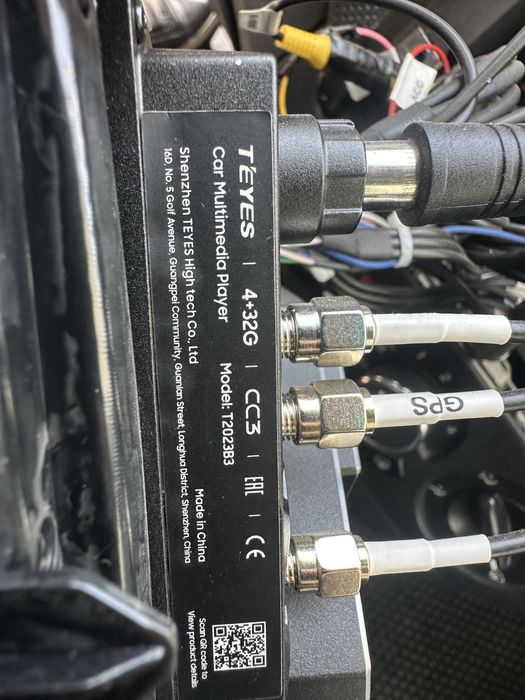 TEYES | 4+32G | CC3 | EAC | CE
Car Multimedia Player Model: T2023B3
Shenzhen TEYES High tech Co., Ltd Made in China
16D, No. 5 Golf Avenue, Guangpei Community, Guanlan Street, Longhua District, Shenzhen, China
Scan QR code to
View product details
GPS